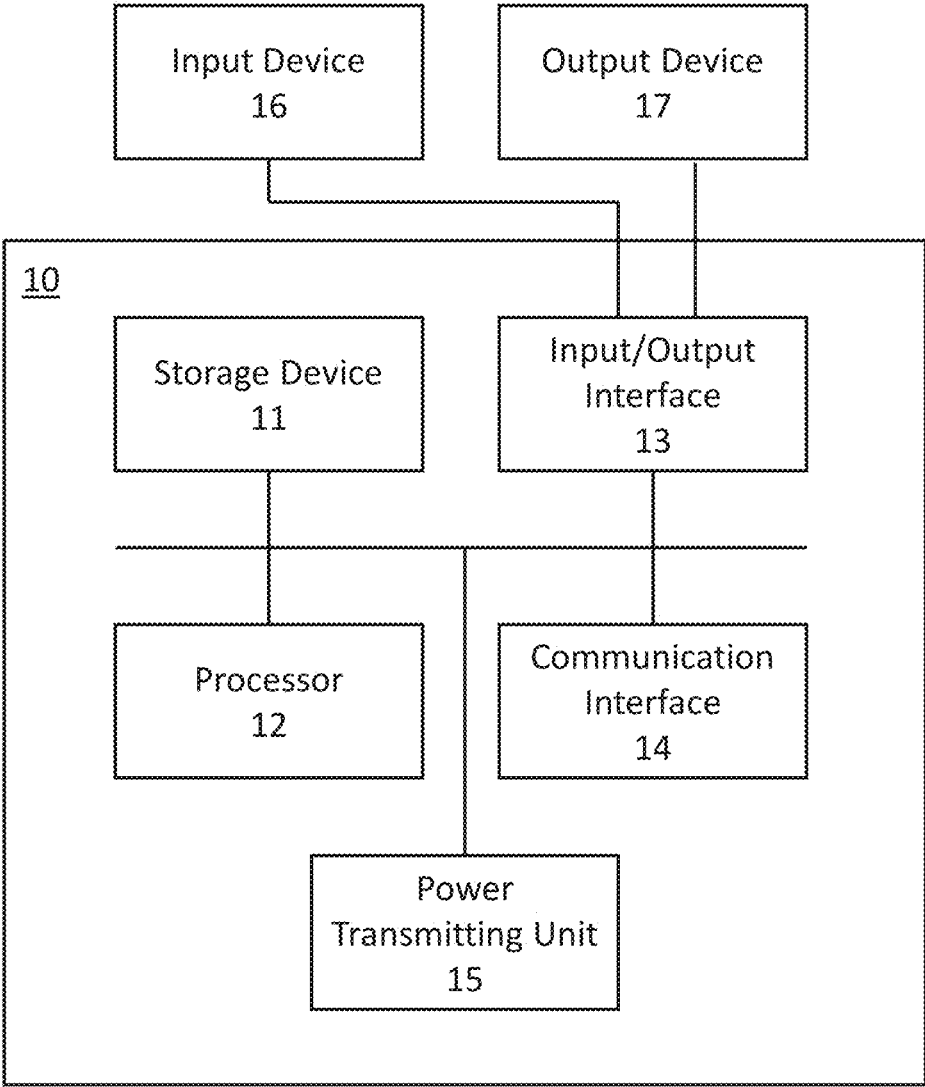 Input Device
16
Output Device
17
10
Storage Device
11
Input/Output
Interface
13
Processor
12
Communication
Interface
14
Power
Transmitting Unit
15